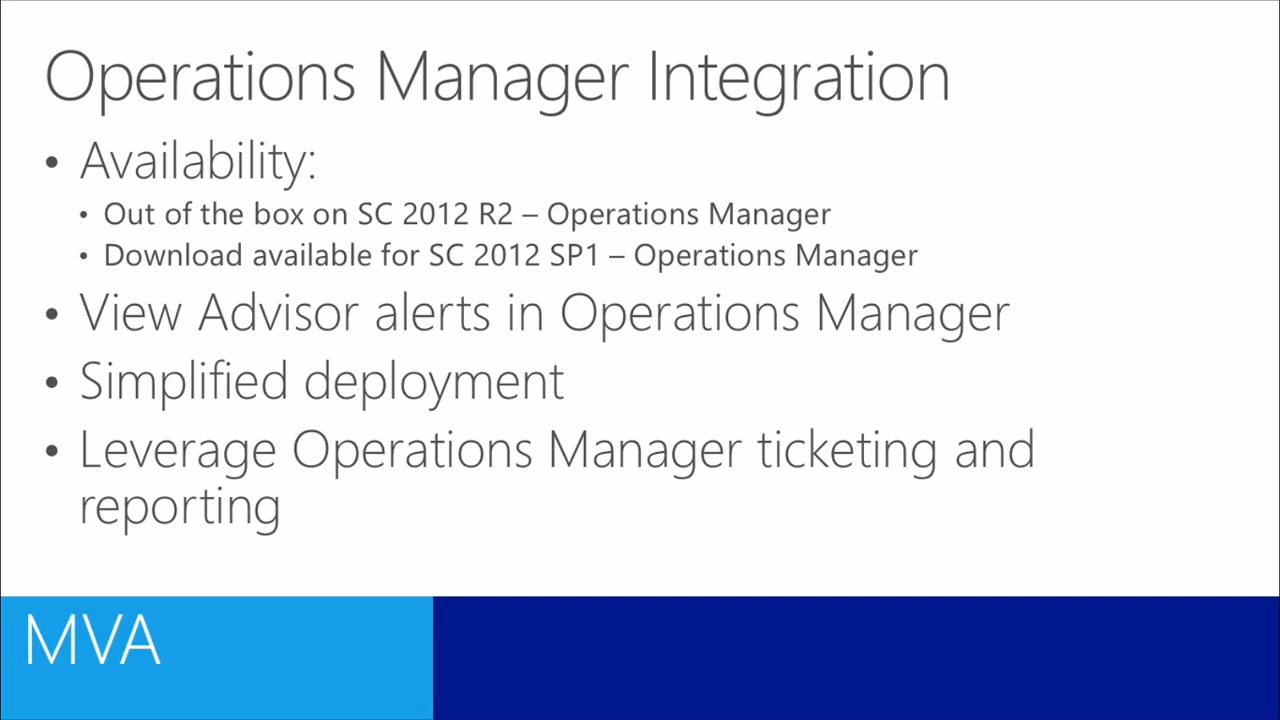 Operations Manager Integration
• Availability:
• Out of the box on SC 2012 R2 – Operations Manager
• Download available for SC 2012 SP1 – Operations Manager
• View Advisor alerts in Operations Manager
• Simplified deployment
• Leverage Operations Manager ticketing and
reporting
MVA